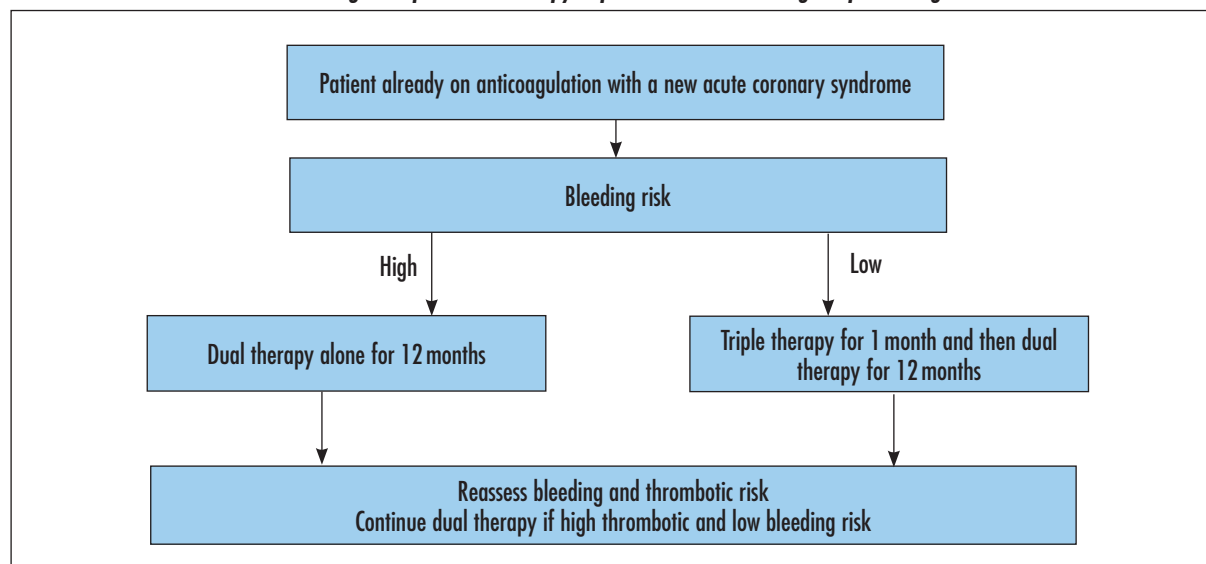 Patient already on anticoagulation with a new acute coronary syndrome
Bleeding risk
High
Low
Dual therapy alone for 12 months
Triple therapy for 1 month and then dual
therapy for 12 months
Reassess bleeding and thrombotic risk
Continue dual therapy if high thrombotic and low bleeding risk